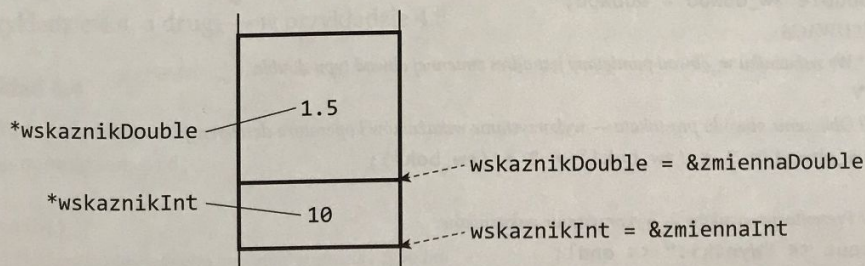 1.5
*wskaznikDouble
wskaznikDouble = &zmiennaDouble
*wskaznikInt
10
wskaznikInt = &zmiennaInt